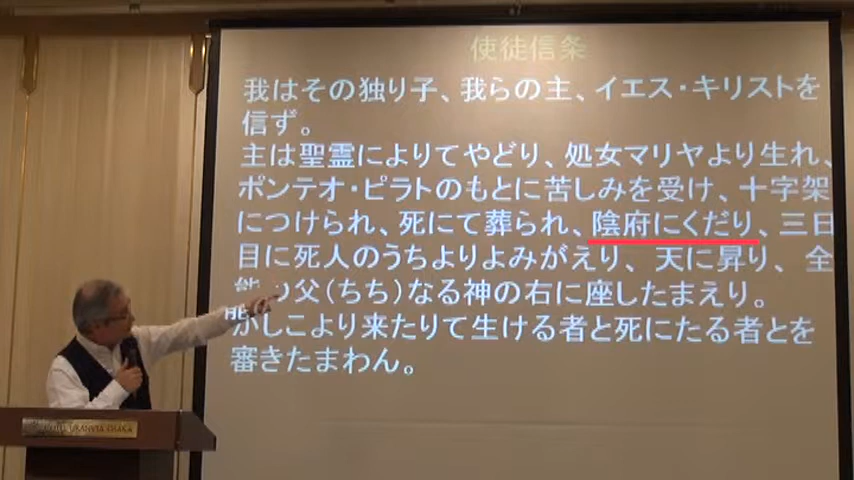 使徒信条
我はその独り子、我らの主、イエス・キリストを
信ず。
主は聖霊によりてやどり、処女マリヤより生れ、
ポンテオ・ピラトのもとに苦しみを受け、十字架
につけられ、死にて葬られ、陰府にくだり、三日
目に死人のうちよりよみがえり、天に昇り、全
能の父(ちち)なる神の右に座したまえり。
かしこより来たりて生ける者と死にたる者とを
審きたまわん。
OSAKA